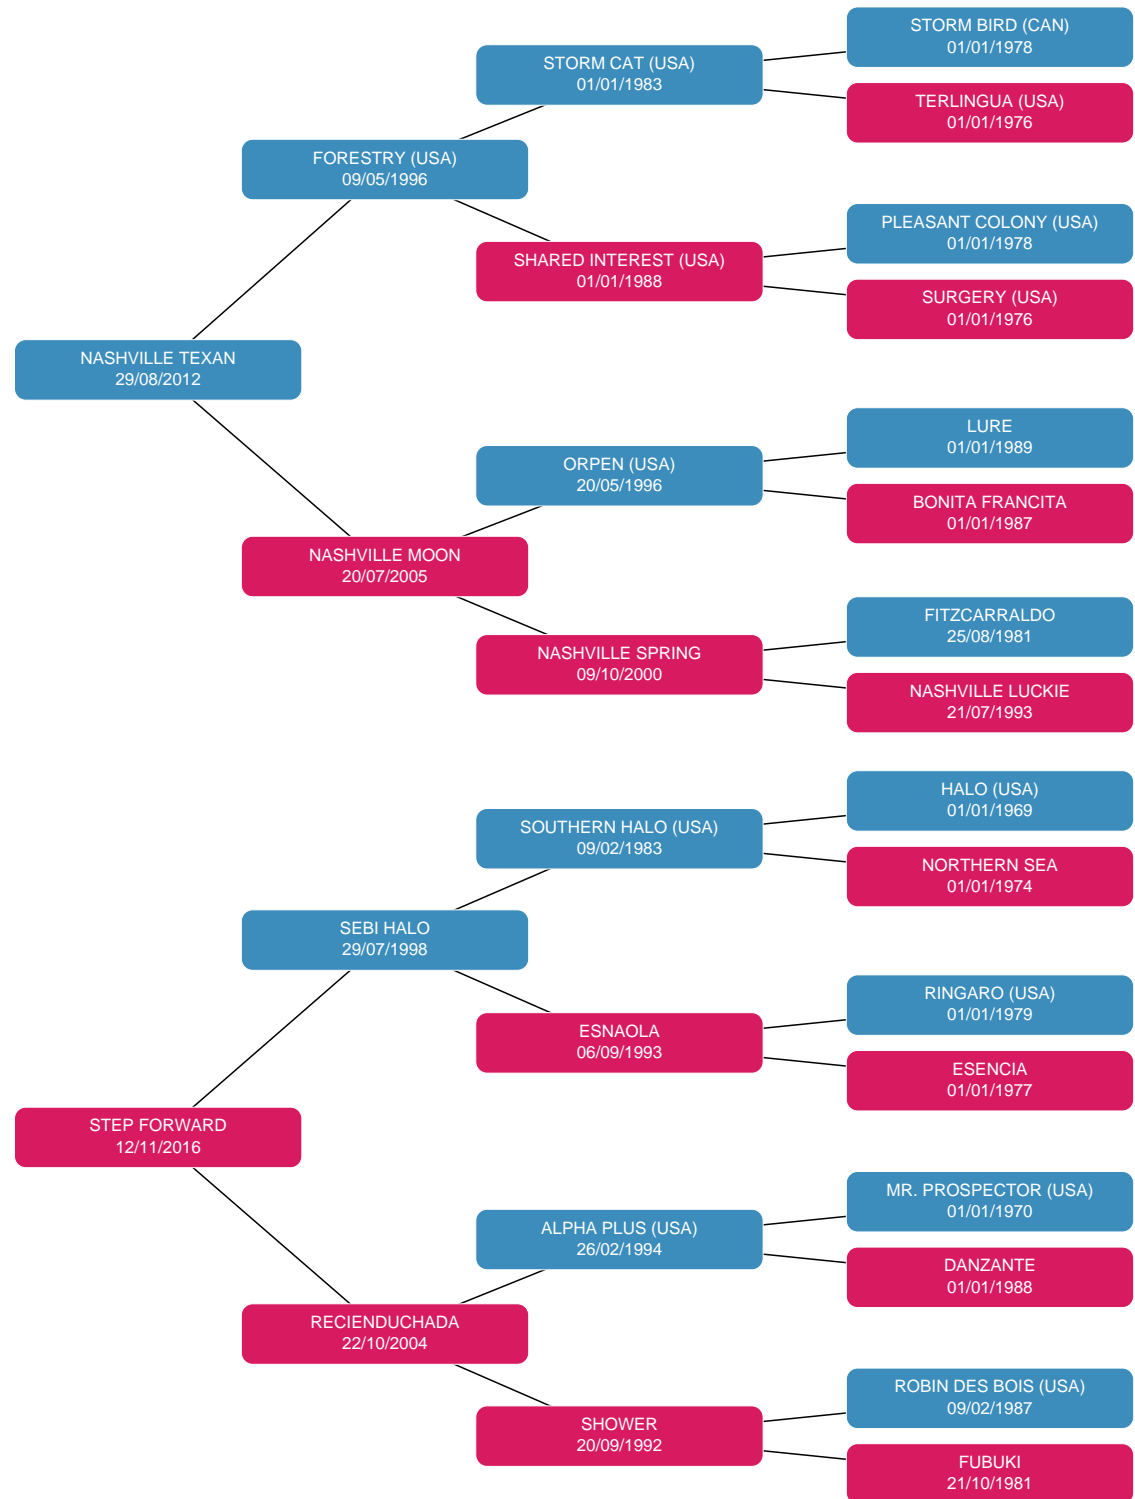 STORM BIRD (CAN)
01/01/1978
STORM CAT (USA)
01/01/1983
TERLINGUA (USA)
01/01/1976
FORESTRY (USA)
09/05/1996
PLEASANT COLONY (USA)
01/01/1978
SHARED INTEREST (USA)
01/01/1988
SURGERY (USA)
01/01/1976
NASHVILLE TEXAN
29/08/2012
LURE
01/01/1989
ORPEN (USA)
20/05/1996
BONITA FRANCITA
01/01/1987
NASHVILLE MOON
20/07/2005
FITZCARRALDO
25/08/1981
NASHVILLE SPRING
09/10/2000
NASHVILLE LUCKIE
21/07/1993
HALO (USA)
01/01/1969
SOUTHERN HALO (USA)
09/02/1983
NORTHERN SEA
01/01/1974
SEBI HALO
29/07/1998
RINGARO (USA)
01/01/1979
ESNAOLA
06/09/1993
ESENCIA
01/01/1977
STEP FORWARD
12/11/2016
MR. PROSPECTOR (USA)
01/01/1970
ALPHA PLUS (USA)
26/02/1994
DANZANTE
01/01/1988
RECIENDUCHADA
22/10/2004
ROBIN DES BOIS (USA)
09/02/1987
SHOWER
20/09/1992
FUBUKI
21/10/1981